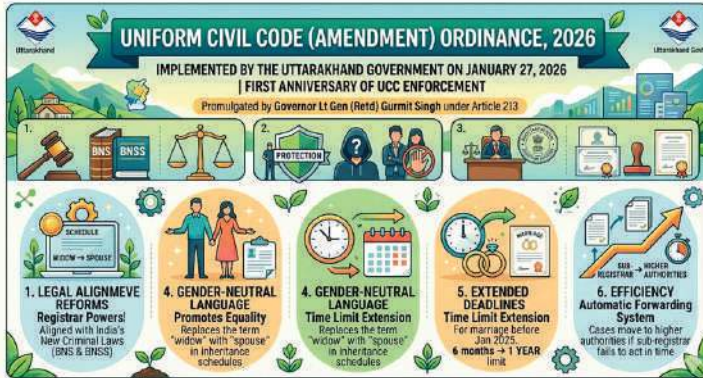 Uttarakhand
Uttarakhand Govt
UNIFORM CIVIL CODE (AMENDMENT) ORDINANCE, 2026
IMPLEMENTED BY THE UTTARAKHAND GOVERNMENT ON JANUARY 27, 2026
| FIRST ANNIVERSARY OF UCC ENFORCEMENT
Promulgated by Governor Lt Gen (Retd) Gurmit Singh under Article 213
1.
BNS
BNSS
2.
PROTECTION
?
3.
SCHEDULE
WIDOW → SPOUSE
1. LEGAL ALIGNMEVE
REFORMS
Registrar Powers!
Aligned with India's
New Criminal Laws
(BNS & BNSS)
4. GENDER-NEUTRAL
LANGUAGE
Promotes Equality
Replaces the term
"widow" with "spouse"
in inheritance
schedules
4. GENDER-NEUTRAL
LANGUAGE
Time Limit Extension
Replaces the term
"widow" with "spouse"
in inheritance
schedules
MARRIAGE
5. EXTENDED
DEADLINES
Time Limit Extension
For marriage before
Jan 2025.
6 months → 1 YEAR
limit
SUB-
REGISTRAR → HIGHER
AUTHORITIES
6. EFFICIENCY
Automatic Forwarding
System
Cases move to higher
authorities if sub-registrar
fails to act in time